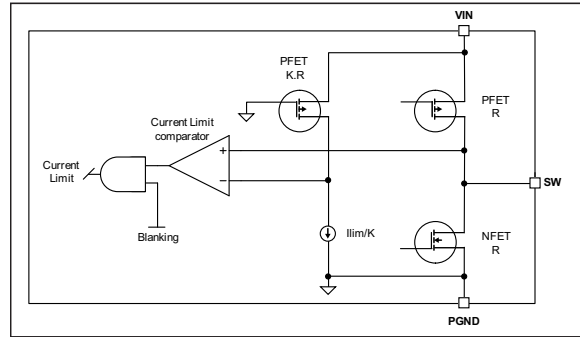 VIN
PFET
K.R
PFET
R
Current Limit
comparator
+
−
Current
Limit
SW
Blanking
Ilim/K
NFET
R
PGND